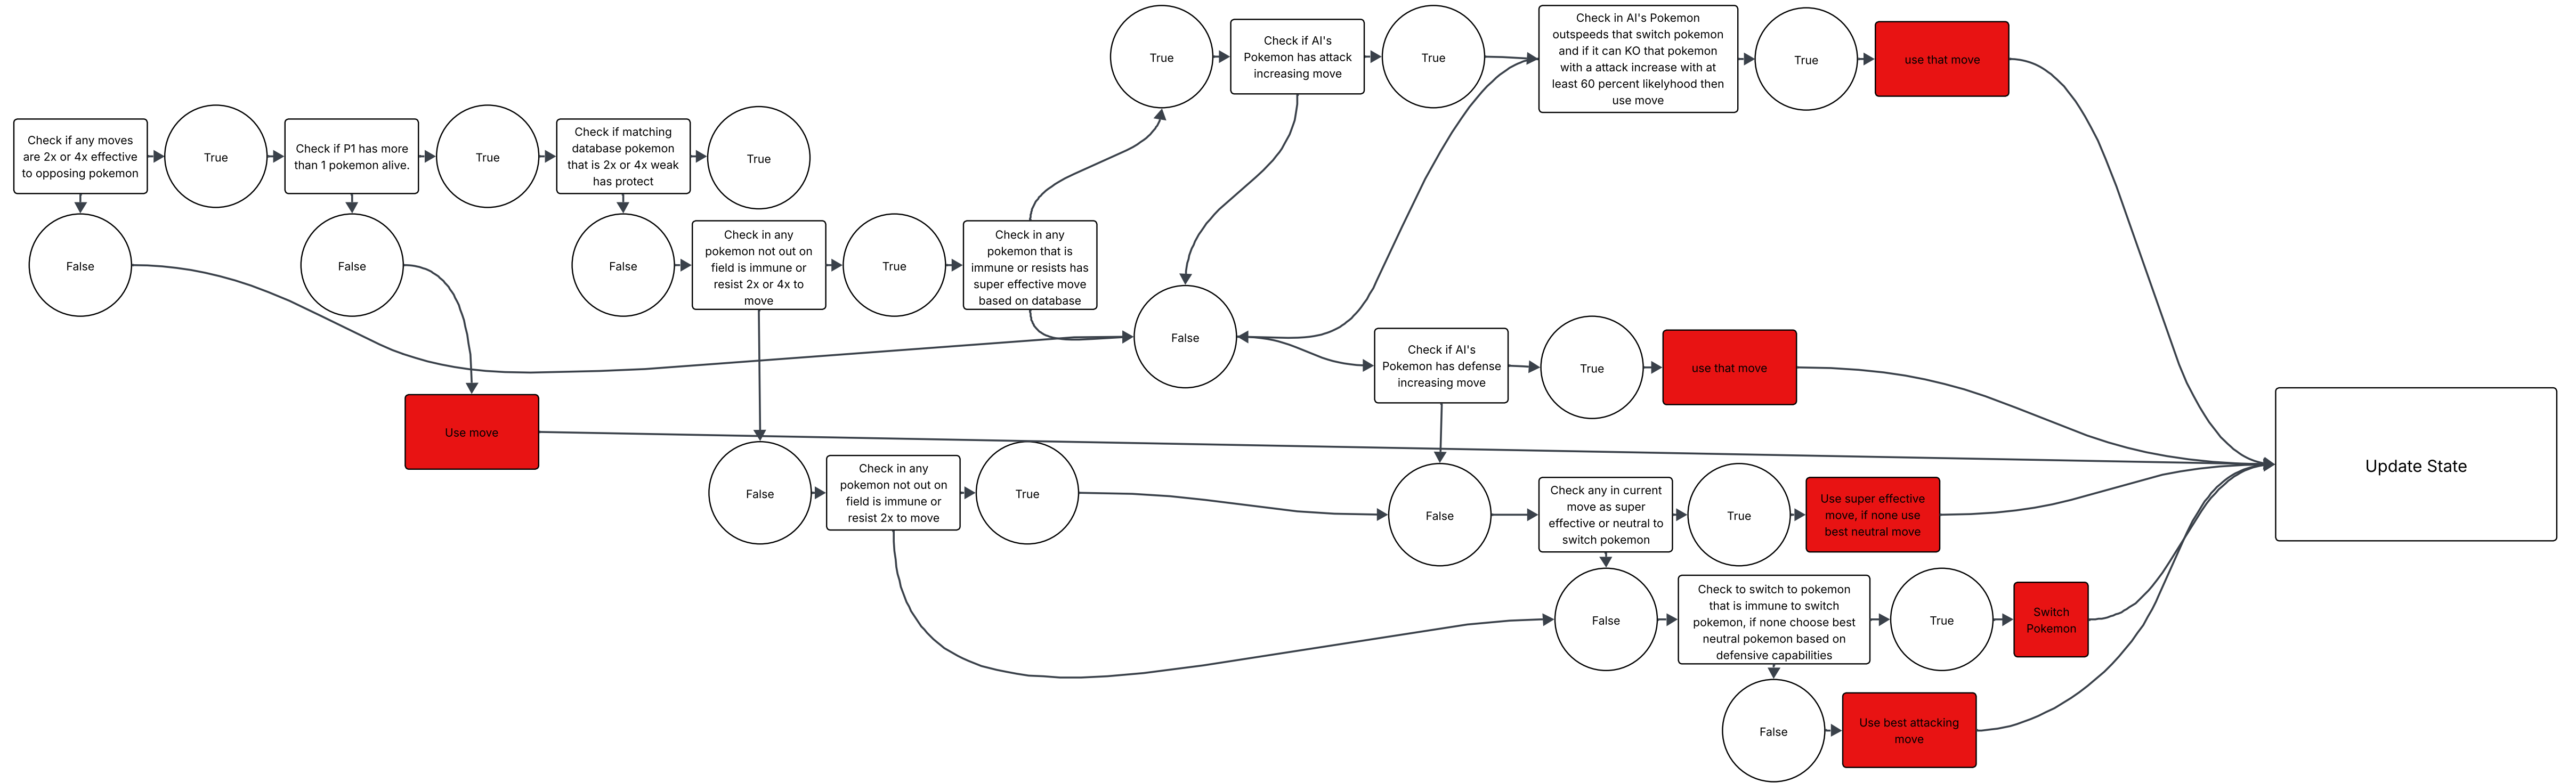 True
Check if AI's
Pokemon has attack
increasing move
True
Check in AI's Pokemon
outspeeds that switch pokemon
and if it can KO that pokemon
with a attack increase with at
least 60 percent likelyhood then
use move
True
use that move
Check if any moves
are 2x or 4x effective
to opposing pokemon
True
Check if P1 has more
than 1 pokemon alive.
True
Check if matching
database pokemon
that is 2x or 4x weak
has protect
True
False
False
False
Check in any
pokemon not out on
field is immune or
resist 2x or 4x to
move
True
Check in any
pokemon that is
immune or resists has
super effective move
based on database
False
Check if AI's
Pokemon has defense
increasing move
True
use that move
Use move
Update State
False
Check in any
pokemon not out on
field is immune or
resist 2x to move
True
False
Check any in current
move as super
effective or neutral to
switch pokemon
True
Use super effective
move, if none use
best neutral move
False
Check to switch to pokemon
that is immune to switch
pokemon, if none choose best
neutral pokemon based on
defensive capabilities
True
Switch
Pokemon
False
Use best attacking
move